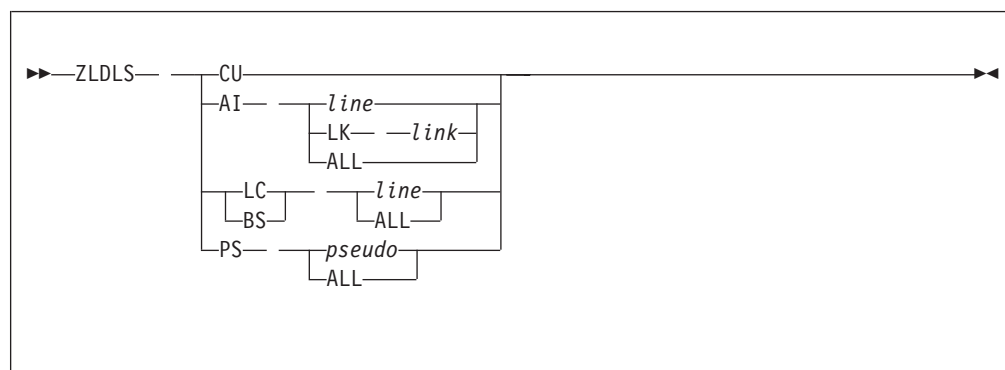 ZLDLS CU
AI line
LK link
ALL
LC line
BS ALL
PS pseudo
ALL